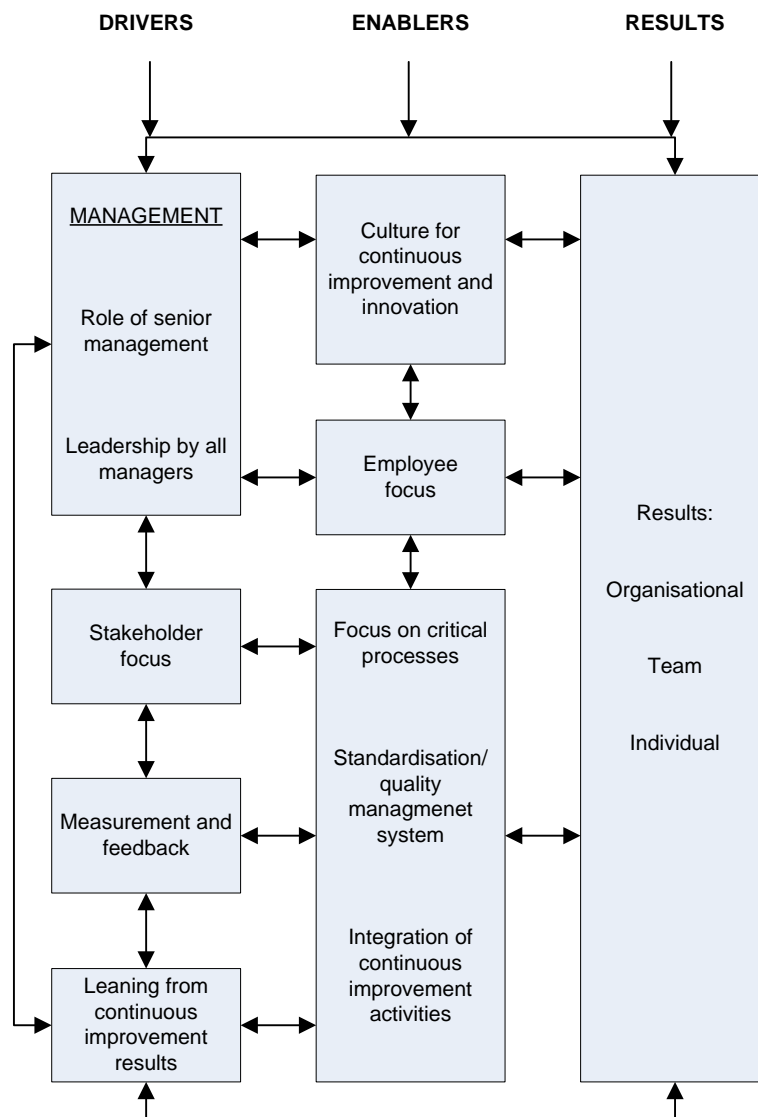 DRIVERS
ENABLERS
RESULTS
MANAGEMENT
Role of senior
management
Leadership by all
managers
Stakeholder
focus
Measurement and
feedback
Leaning from
continuous
improvement
results
Culture for
continuous
improvement and
innovation
Employee
focus
Focus on critical
processes
Standardisation/
quality
managmenet
system
Integration of
continuous
improvement
activities
Results:
Organisational
Team
Individual